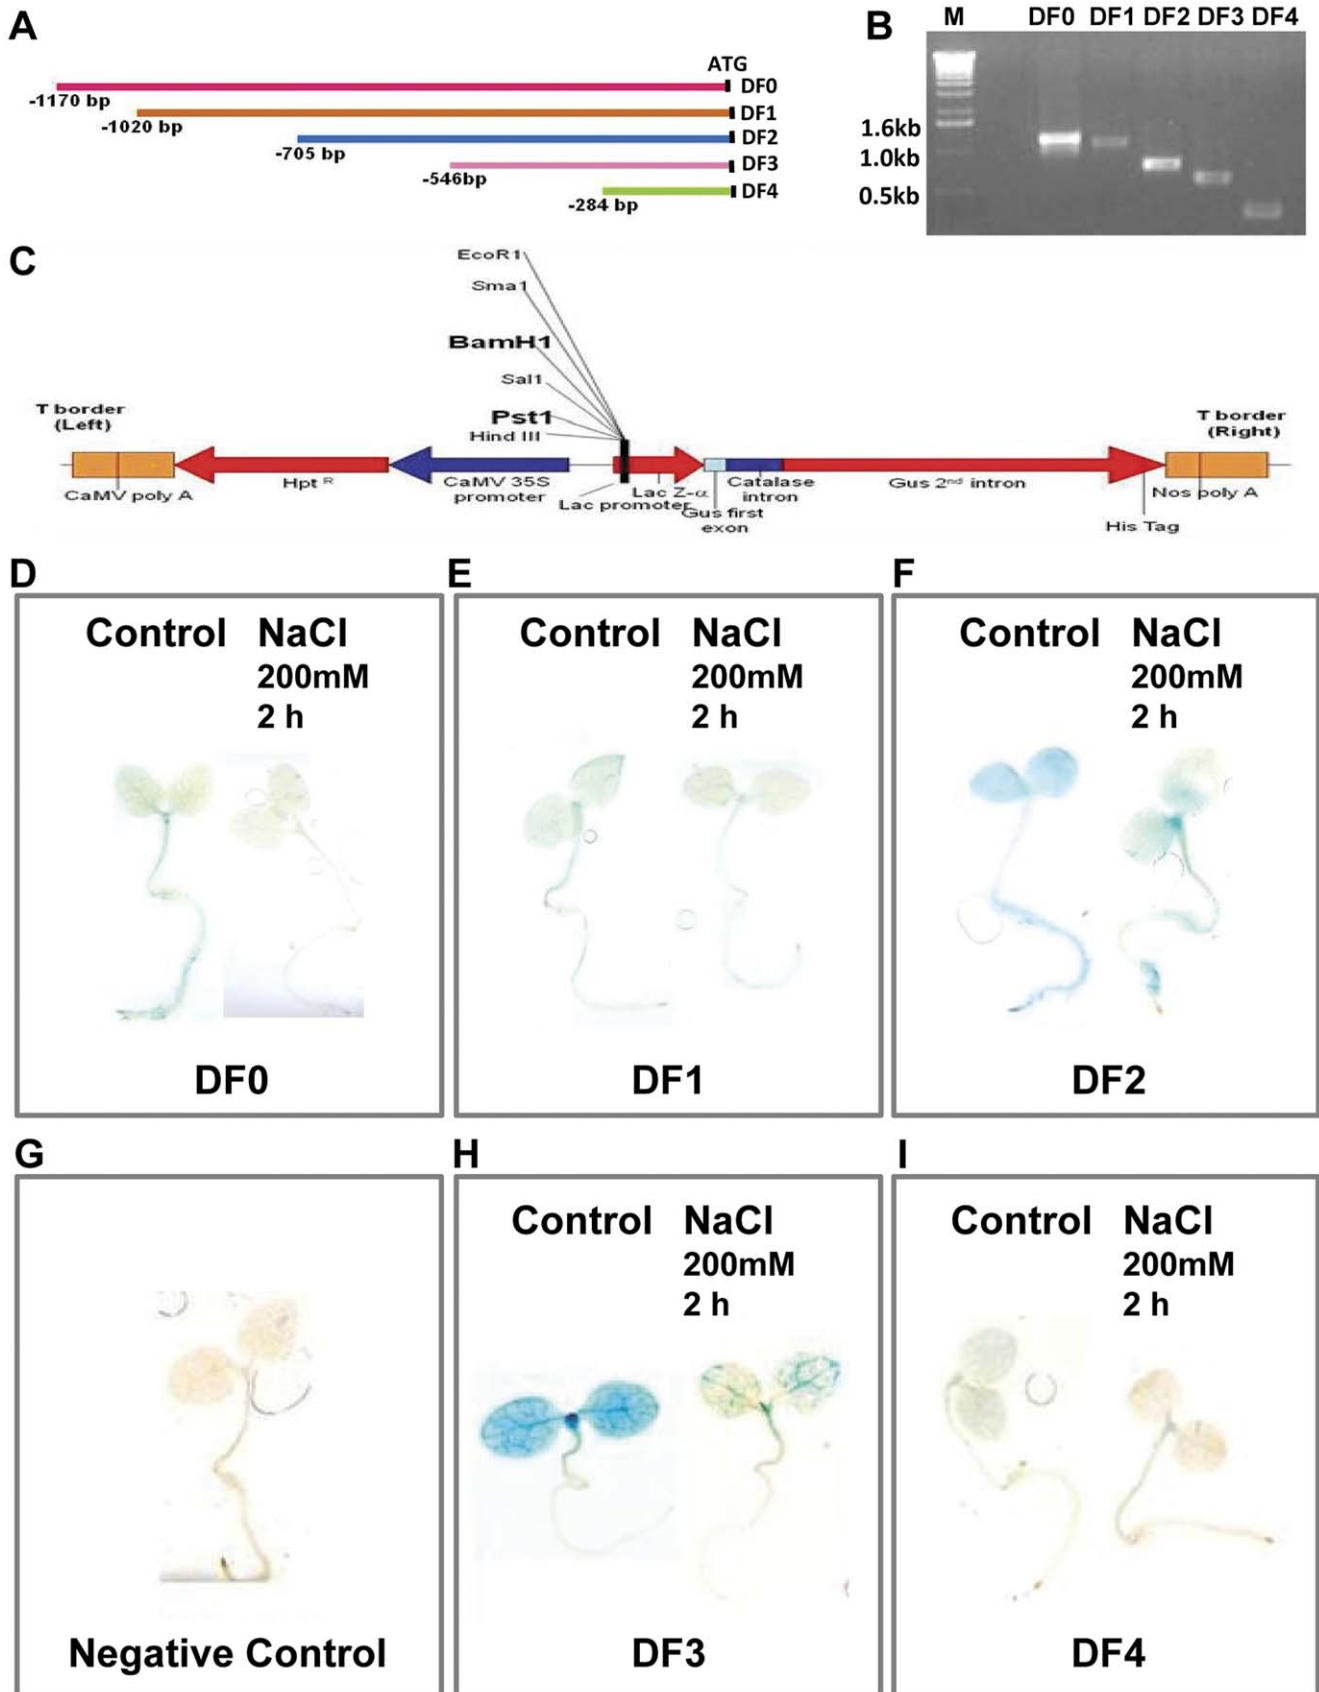 A
ATG
DF0
-1170 bp
DF1
-1020 bp
DF2
-705 bp
DF3
-546bp
DF4
-284 bp
B
M DF0 DF1 DF2 DF3 DF4
1.6kb
1.0kb
0.5kb
C
EcoR1
Sma1
BamH1
Sal1
Pst1
Hind III
T border
(Left)
T border
(Right)
CaMV poly A
Hpt R
CaMV 35S
promoter
Lac promoter
Lac Z-α
Gus first
exon
Catalase
intron
Gus 2nd intron
His Tag
Nos poly A
D
Control NaCl
200mM
2 h
DF0
E
Control NaCl
200mM
2 h
DF1
F
Control NaCl
200mM
2 h
DF2
G
Negative Control
H
Control NaCl
200mM
2 h
DF3
I
Control NaCl
200mM
2 h
DF4